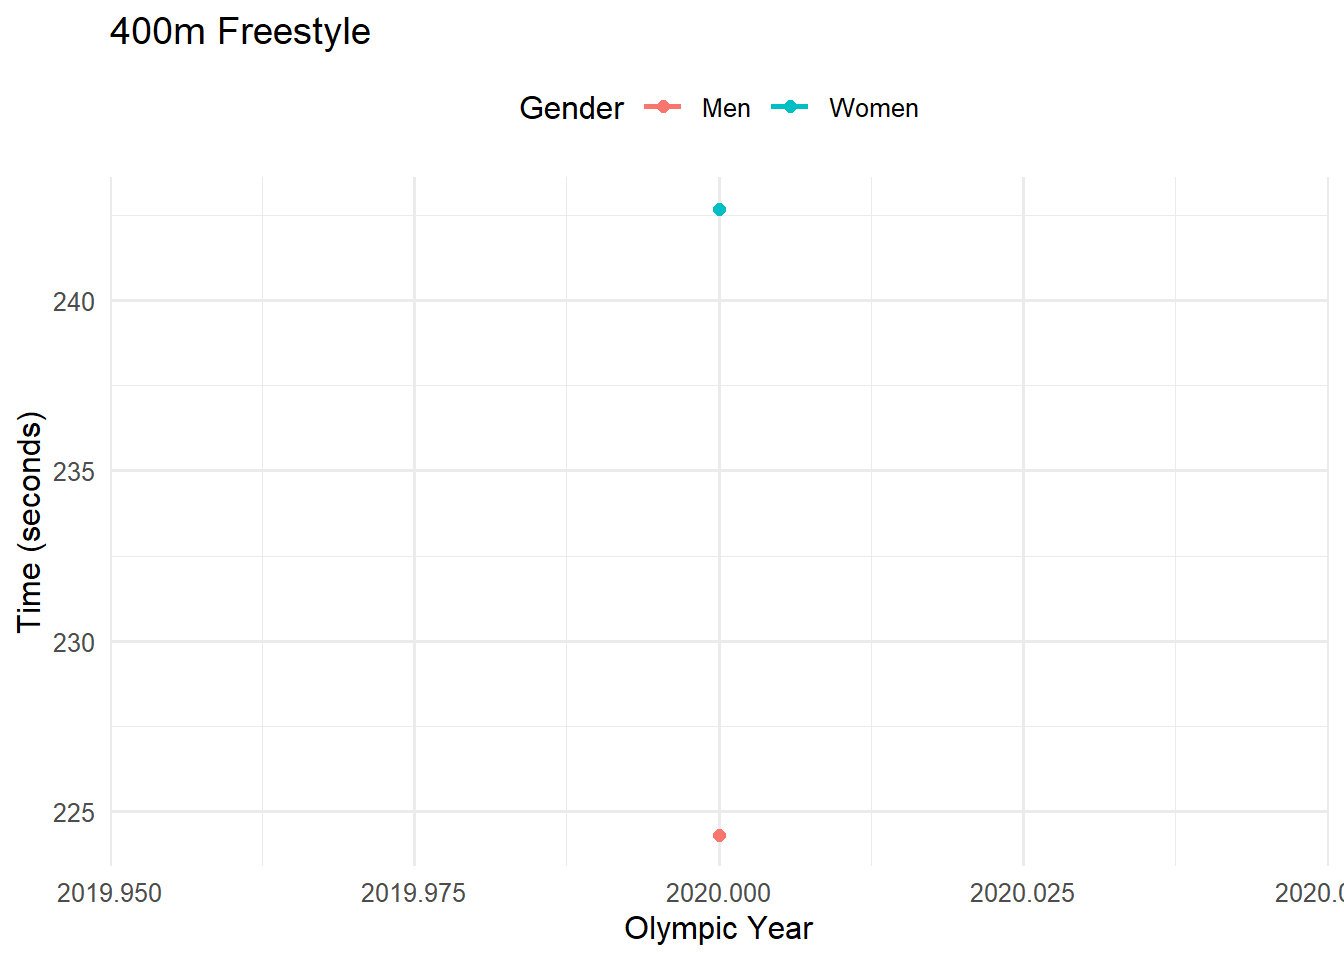 400m Freestyle
Gender Men Women
240
235
230
225
Time (seconds)
2019.950 2019.975 2020.000 2020.025
Olympic Year